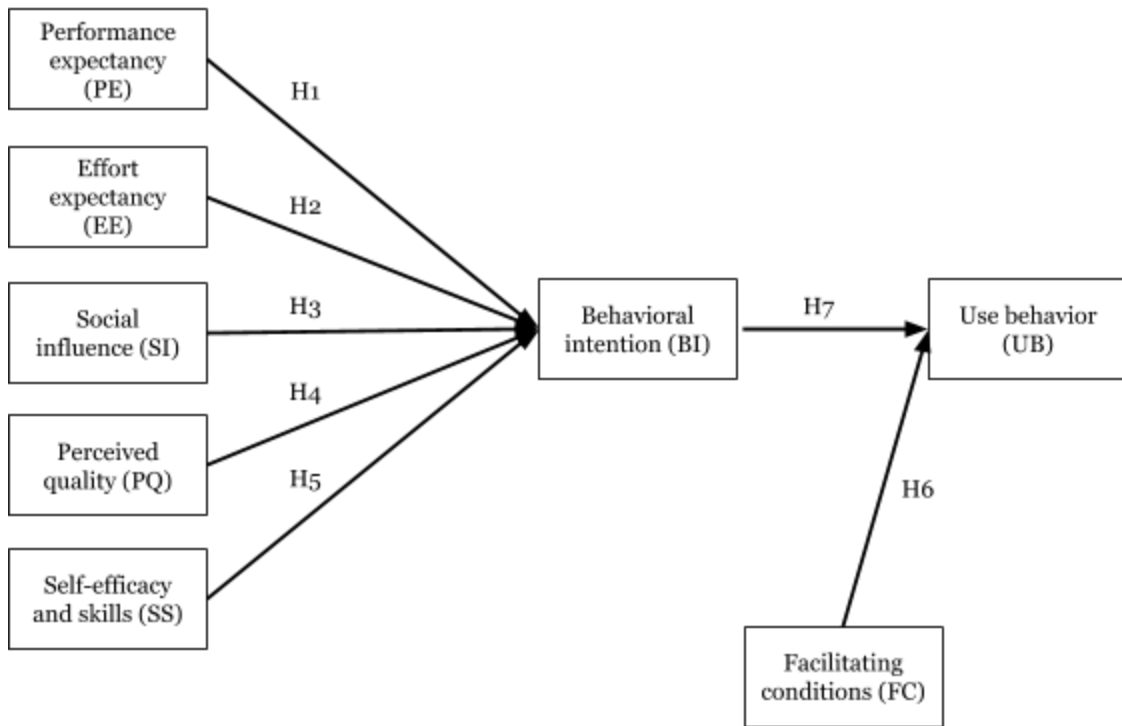 Performance
expectancy
(PE)
H1
Effort
expectancy
(EE)
H2
Social
influence (SI)
H3
Perceived
quality (PQ)
H4
Self-efficacy
and skills (SS)
H5
Behavioral
intention (BI)
H7
Use behavior
(UB)
H6
Facilitating
conditions (FC)